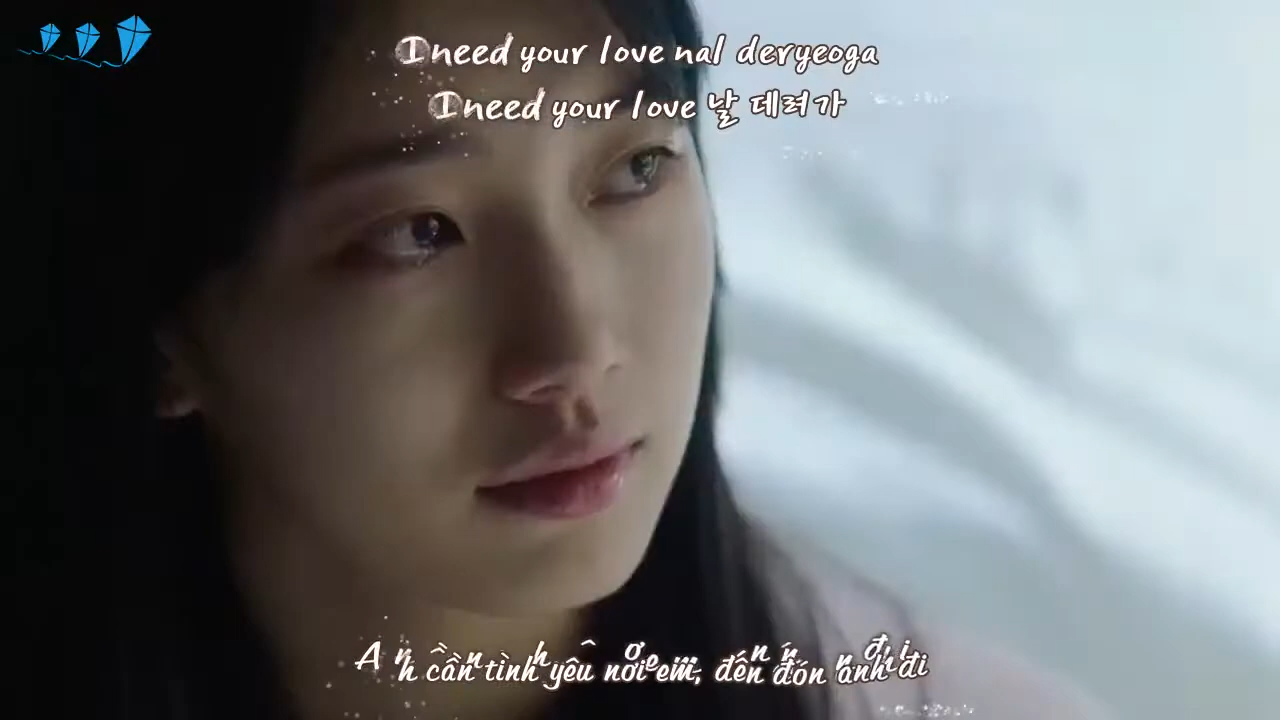 I need your love nal deryeoga
I need your love 날 데려가
Anh cần tình yêu nơi em, đến đón anh đi